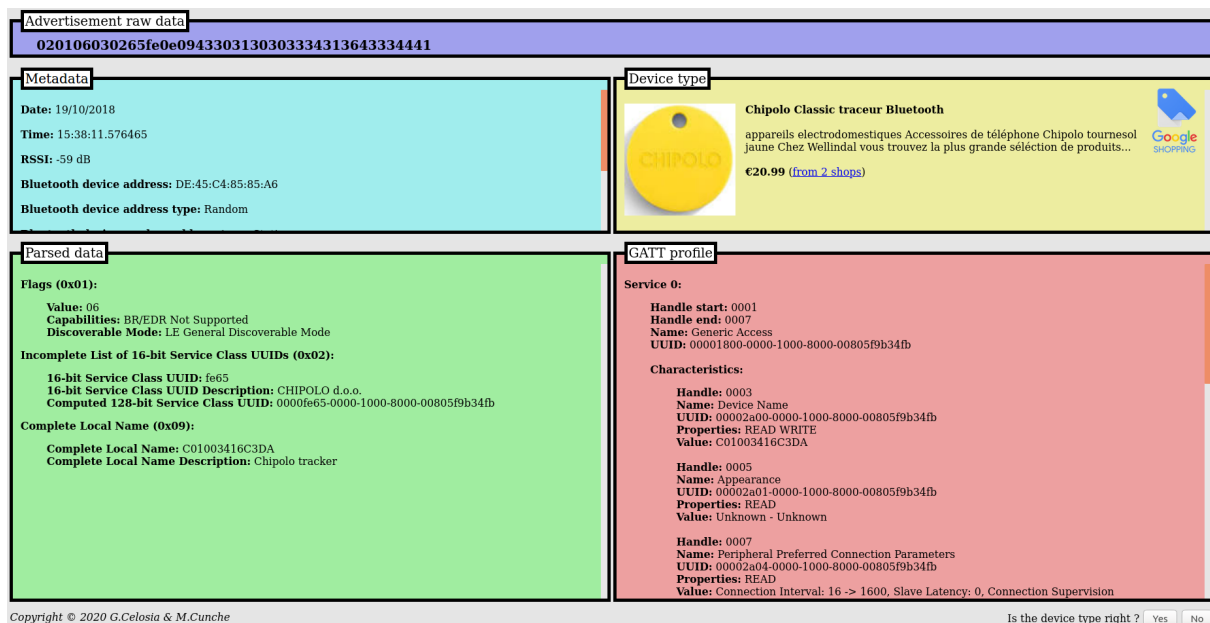 Advertisement raw data
020106030265fe0e09433031303033343136433344​41
Metadata
Date: 19/10/2018
Time: 15:38:11.576465
RSSI: -59 dB
Bluetooth device address: DE:45:C4:85:85:A6
Bluetooth device address type: Random
Device type
CHIPOLO
Chipolo Classic traceur Bluetooth
appareils electrodomestiques Accessoires de téléphone Chipolo tournesol
jaune Chez Wellindal vous trouvez la plus grande séléction de produits...
€20.99 (from 2 shops)
Google
SHOPPING
Parsed data
Flags (0x01):
Value: 06
Capabilities: BR/EDR Not Supported
Discoverable Mode: LE General Discoverable Mode
Incomplete List of 16-bit Service Class UUIDs (0x02):
16-bit Service Class UUID: fe65
16-bit Service Class UUID Description: CHIPOLO d.o.o.
Computed 128-bit Service Class UUID: 0000fe65-0000-1000-8000-00805f9b34fb
Complete Local Name (0x09):
Complete Local Name: C01003416C3DA
Complete Local Name Description: Chipolo tracker
GATT profile
Service 0:
Handle start: 0001
Handle end: 0007
Name: Generic Access
UUID: 00001800-0000-1000-8000-00805f9b34fb
Characteristics:
Handle: 0003
Name: Device Name
UUID: 00002a00-0000-1000-8000-00805f9b34fb
Properties: READ WRITE
Value: C01003416C3DA
Handle: 0005
Name: Appearance
UUID: 00002a01-0000-1000-8000-00805f9b34fb
Properties: READ
Value: Unknown - Unknown
Handle: 0007
Name: Peripheral Preferred Connection Parameters
UUID: 00002a04-0000-1000-8000-00805f9b34fb
Properties: READ
Value: Connection Interval: 16 -> 1600, Slave Latency: 0, Connection Supervision
Copyright © 2020 G.Celosia & M.Cunche
Is the device type right ? Yes No